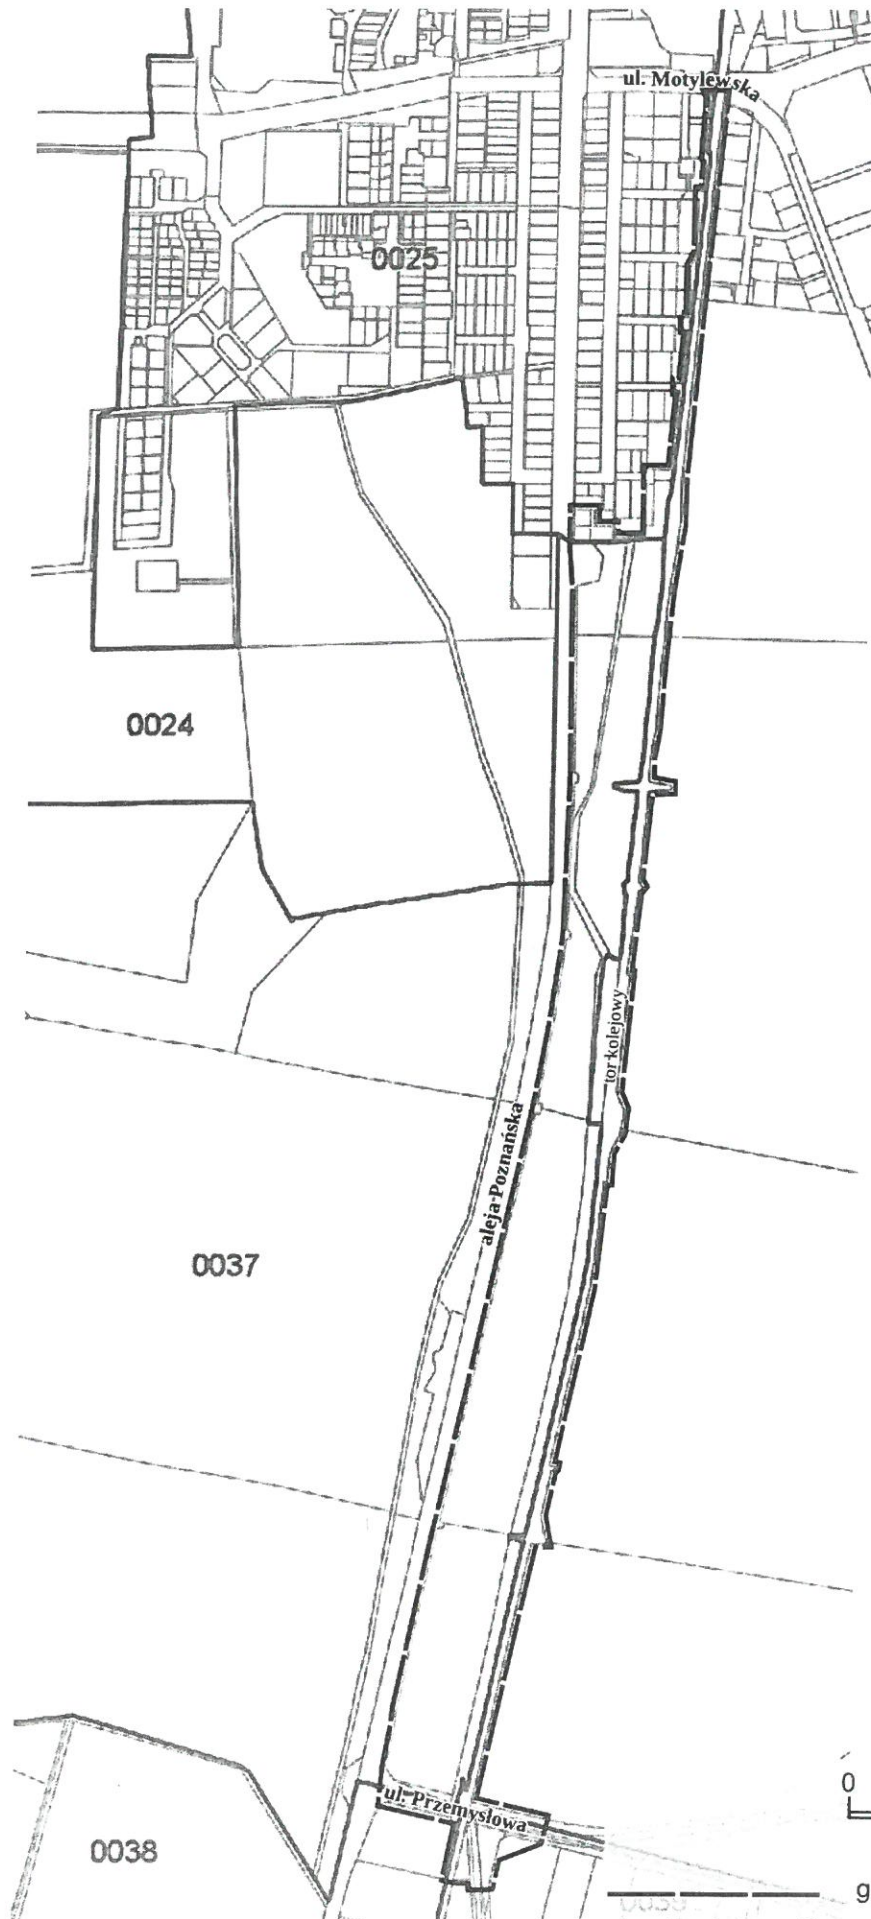 ul. Motylewska
0025
0024
tor kolejowy
aleja Poznańska
0037
0
ul. Przemysłowa
0038
g